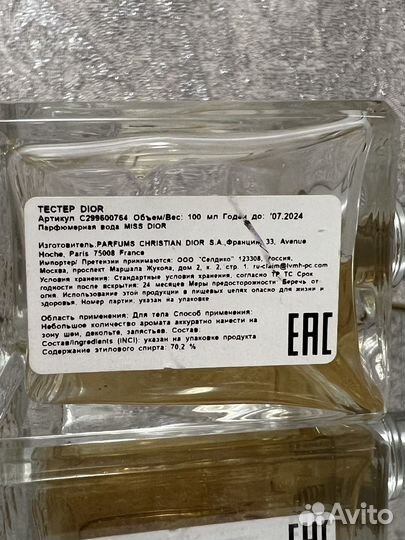 ТЕСТЕР DIOR
Артикул C299600764 Объем/Вес: 100 мл Годен до: '07.2024
Парфюмерная вода MISS DIOR
Изготовитель:PARFUMS CHRISTIAN DIOR S.A.,Франция, 33, Avenue
Hoche, Paris 75008 France
Импортер/ Претензии принимаются: ООО "Селдико" 123308, Россия,
Москва, проспект Маршала Жукова, дом 2, к. 2, стр. 1. ru-claim@lvmh-pc.com
Условия хранения: Стандартные условия хранения, согласно ТР ТС Срок
годности после вскрытия: 24 месяцев Меры предосторожности: Беречь от
огня. Использование этой продукции в пищевых целях опасно для жизни и
здоровья. Номер партии, указан на упаковке
Область применения: Для тела Способ применения:
Небольшое количество аромата аккуратно нанести на
зону шеи, декольте, запястьев. Состав:
Состав/Ingredients (INCI): указан на упаковке продукта
Содержание этилового спирта: 70,2 %
EAC
EAC
Avito